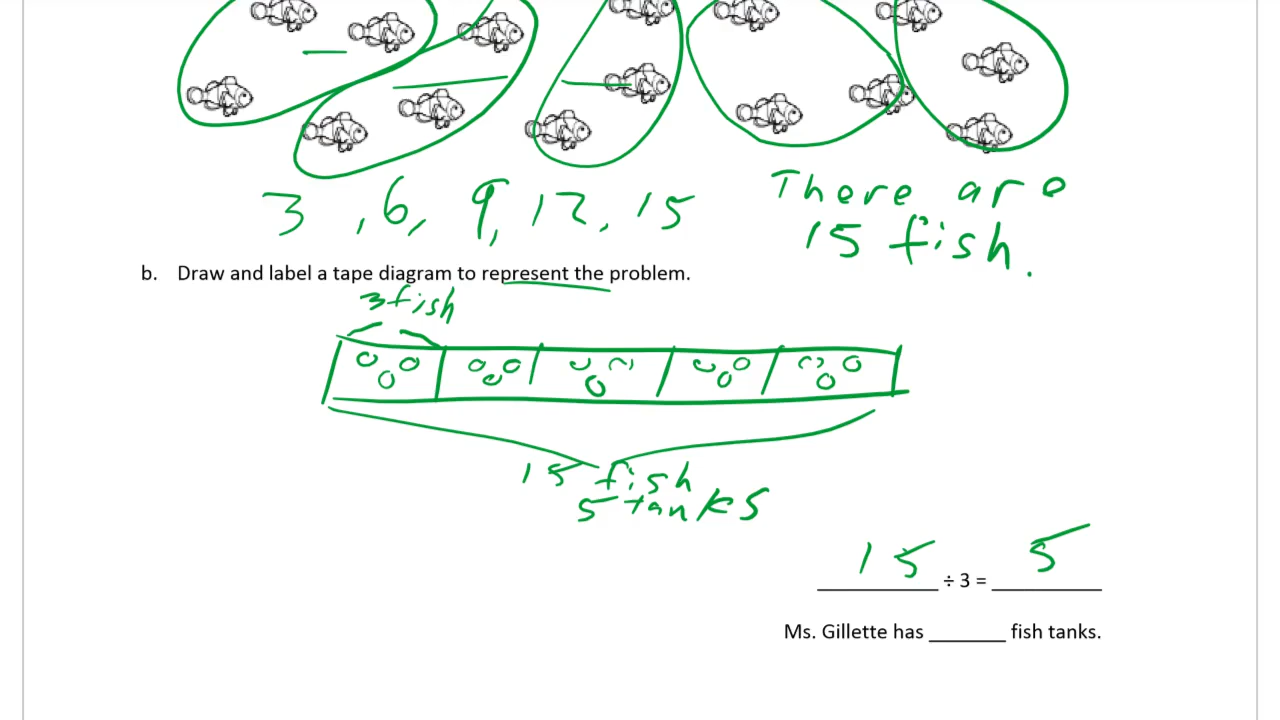 3, 6, 9, 12, 15
There are
15 fish.
b. Draw and label a tape diagram to represent the problem.
3 fish
15 fish
5 tanks
15 ÷ 3 = 5
Ms. Gillette has _______ fish tanks.